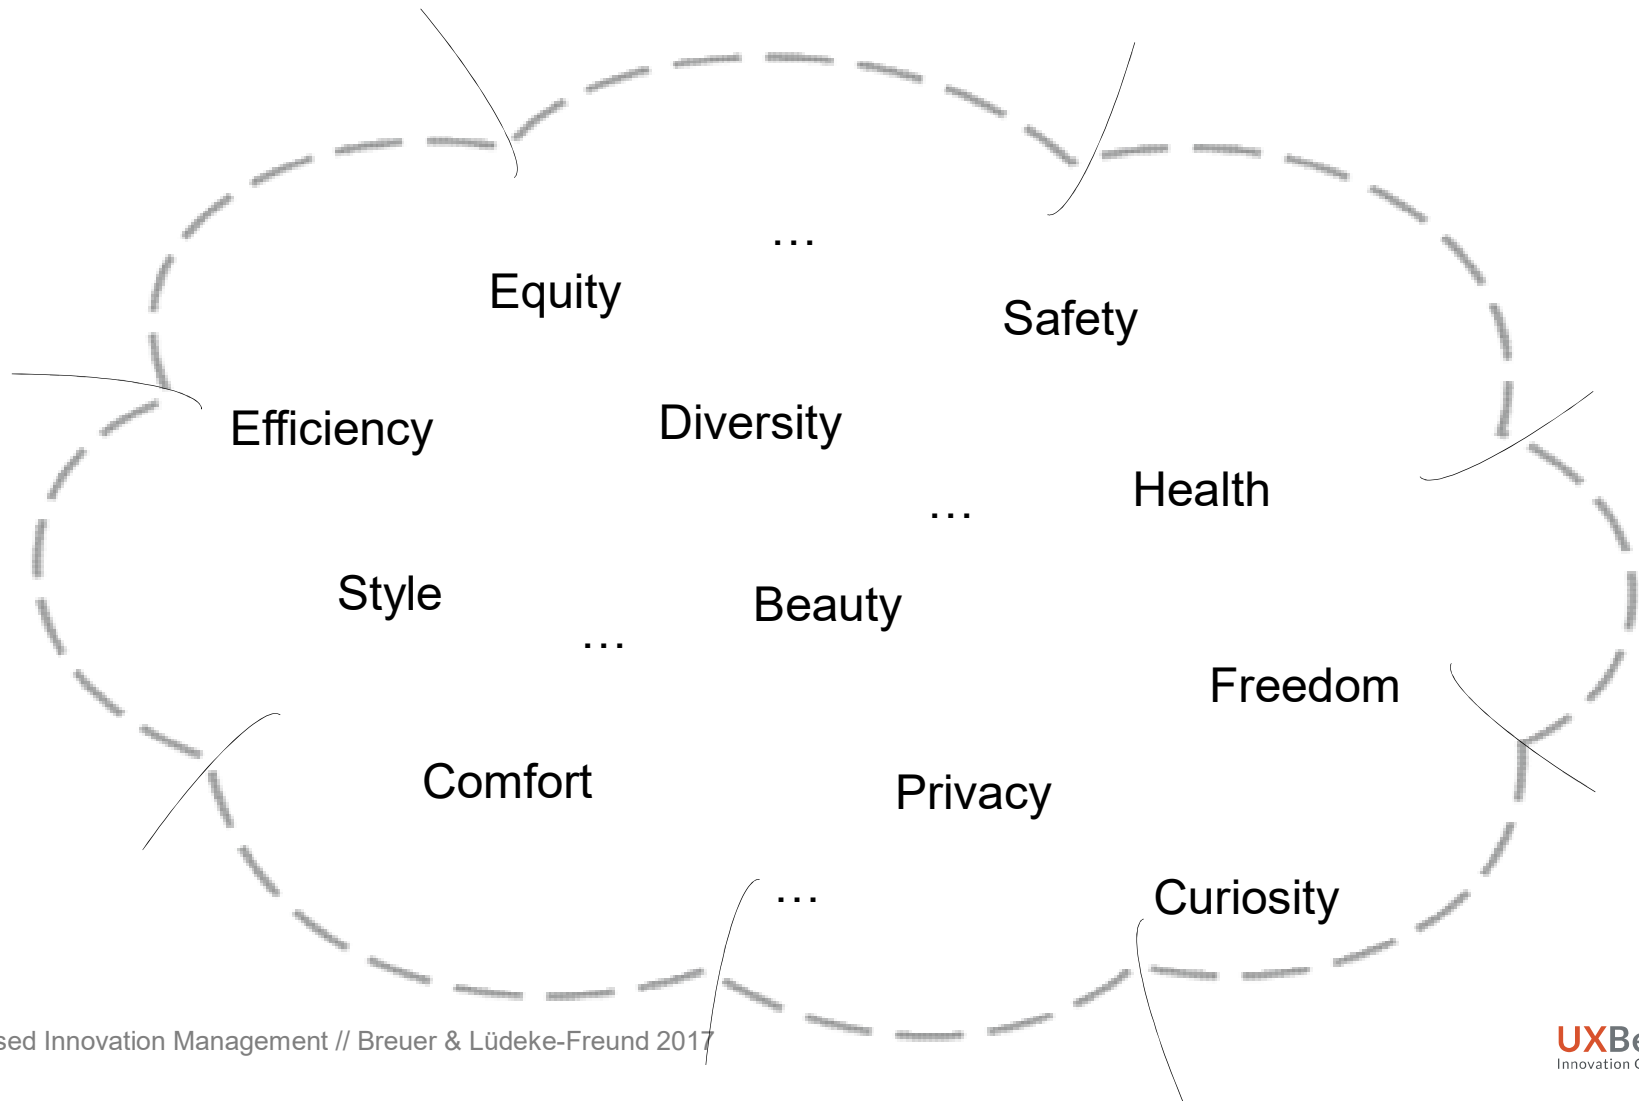 ...
Equity
Safety
Efficiency
Diversity
Health
...
Style
Beauty
...
Freedom
Comfort
Privacy
...
Curiosity
sed Innovation Management // Breuer & Lüdeke-Freund 2017
UXBe
Innovation